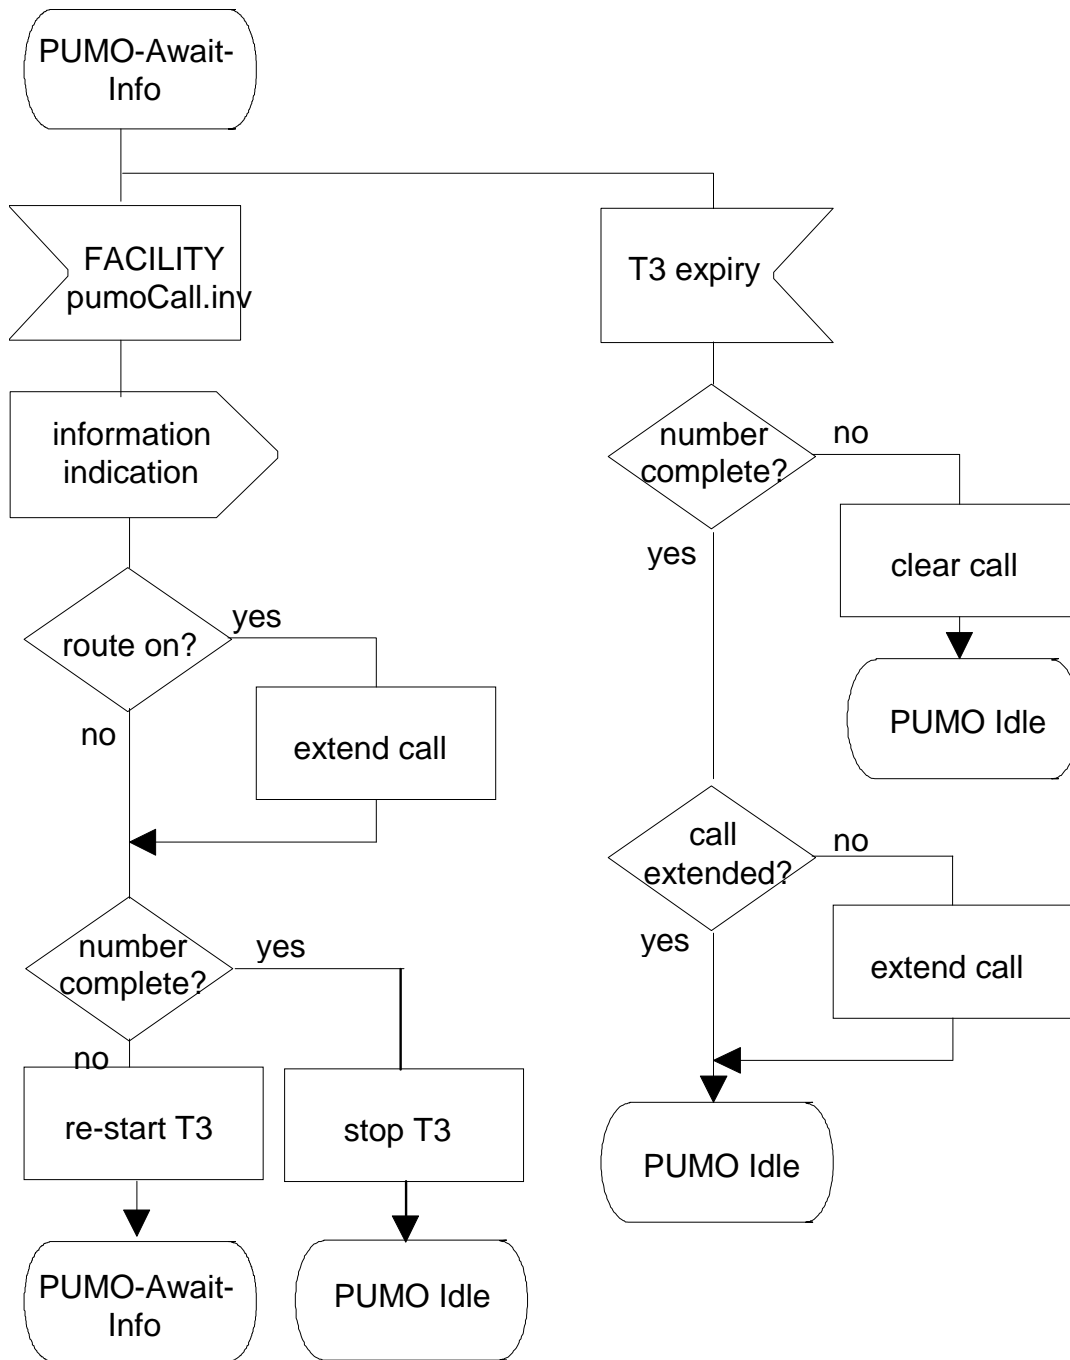 PUMO-Await-
Info
FACILITY
pumoCall.inv
information
indication
route on?
yes
no
extend call
number
complete?
yes
no
re-start T3
stop T3
PUMO-Await-
Info
PUMO Idle
T3 expiry
number
complete?
no
yes
clear call
PUMO Idle
call
extended?
no
yes
extend call
PUMO Idle